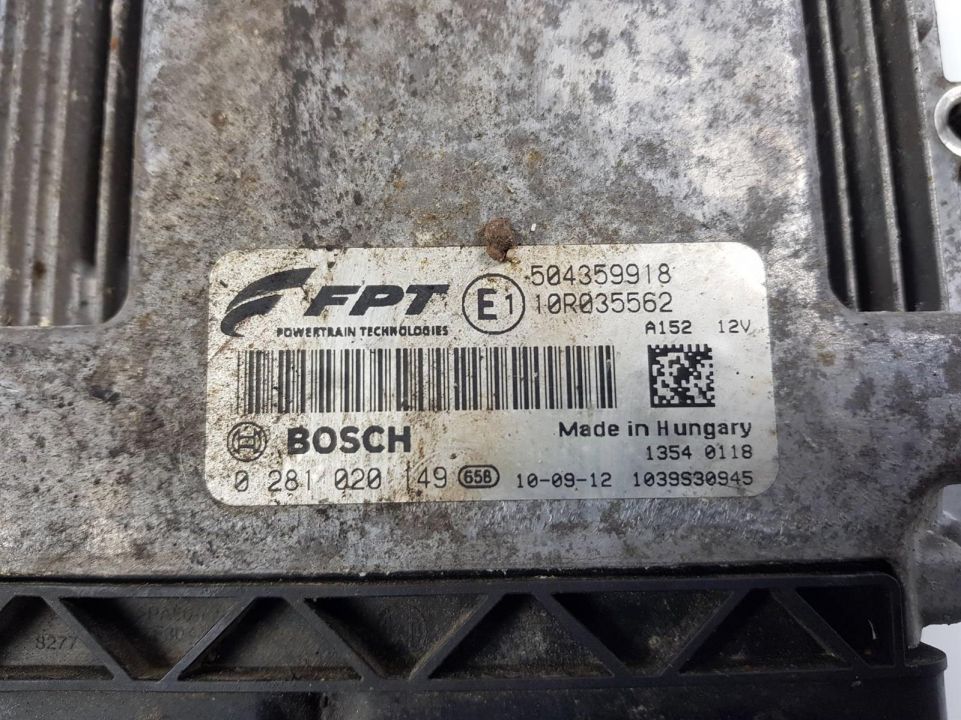 FPT
POWERTRAIN TECHNOLOGIES
E1
504359918
10R035562
A152 12V
BOSCH
Made in Hungary
1354 0118
0 281 020 149 658 10-09-12 1039S30945
8277